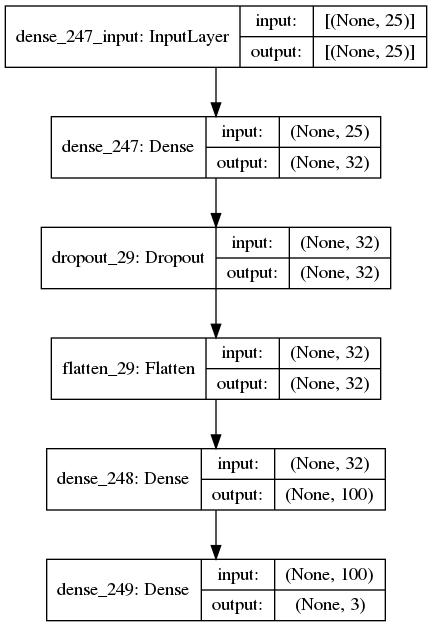 dense_247_input: InputLayer
input: [(None, 25)]
output: [(None, 25)]
dense_247: Dense
input: (None, 25)
output: (None, 32)
dropout_29: Dropout
input: (None, 32)
output: (None, 32)
flatten_29: Flatten
input: (None, 32)
output: (None, 32)
dense_248: Dense
input: (None, 32)
output: (None, 100)
dense_249: Dense
input: (None, 100)
output: (None, 3)